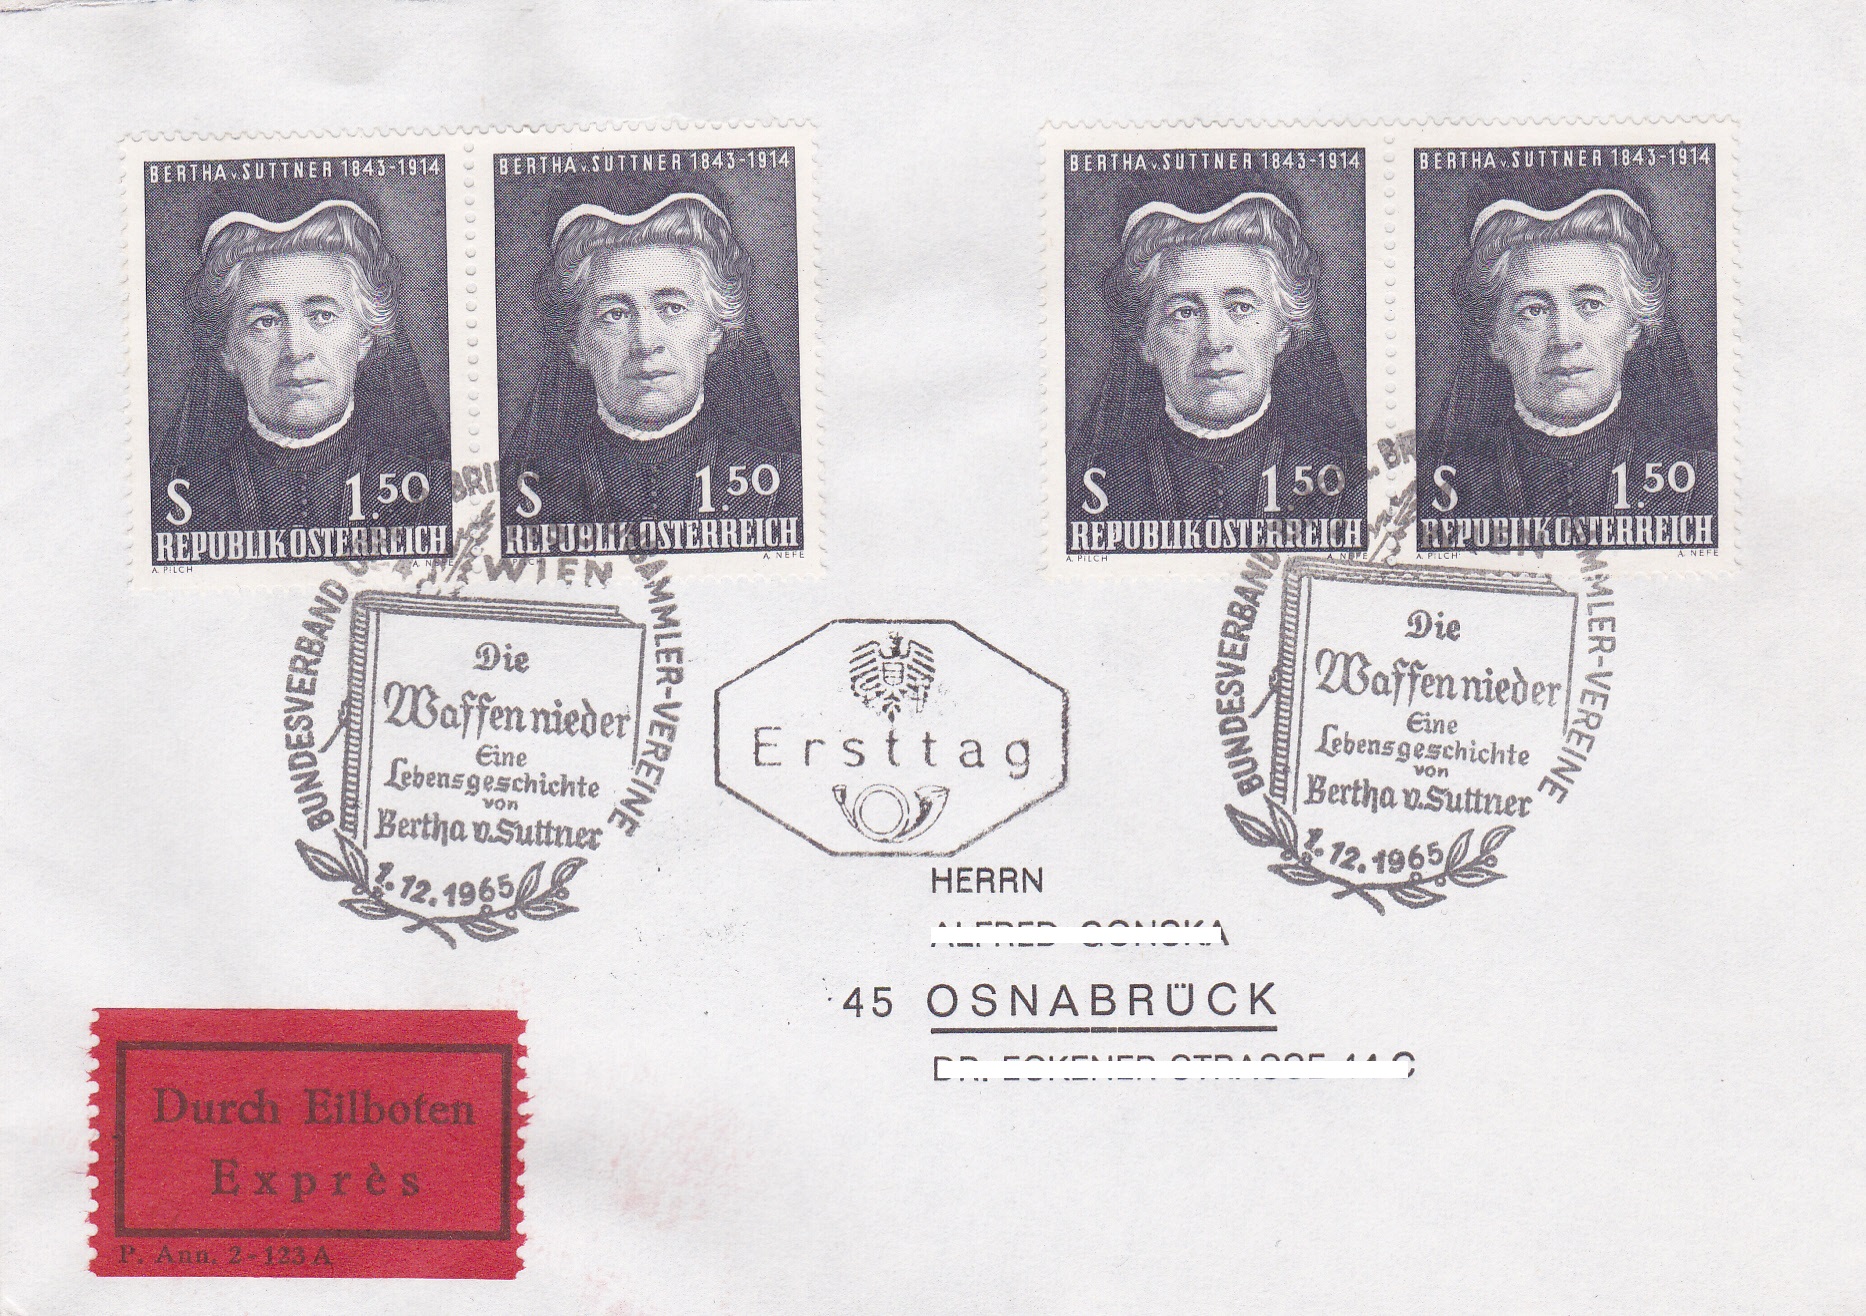 BERTHA v. SUTTNER 1843-1914
S 1.50
REPUBLIK ÖSTERREICH
A. PILCH A. NEFE
BERTHA v. SUTTNER 1843-1914
S 1.50
REPUBLIK ÖSTERREICH
A. NEFE
BERTHA v. SUTTNER 1843-1914
S 1.50
REPUBLIK ÖSTERREICH
A. PILCH
BERTHA v. SUTTNER 1843-1914
S 1.50
REPUBLIK ÖSTERREICH
A. PILCH A. NEFE
BUNDESVERBAND
SAMMLER-VEREINE
WIEN
Die
Waffen nieder
Eine
Lebensgeschichte
von
Bertha v. Suttner
1.12.1965
Ersttag
BUNDESVERBAND
MMLER-VEREINE
Die
Waffen nieder
Eine
Lebensgeschichte
von
Bertha v. Suttner
1.12.1965
HERRN
45 OSNABRÜCK
Durch Eilboten
Exprès
P. Ann. 2 - 123 A